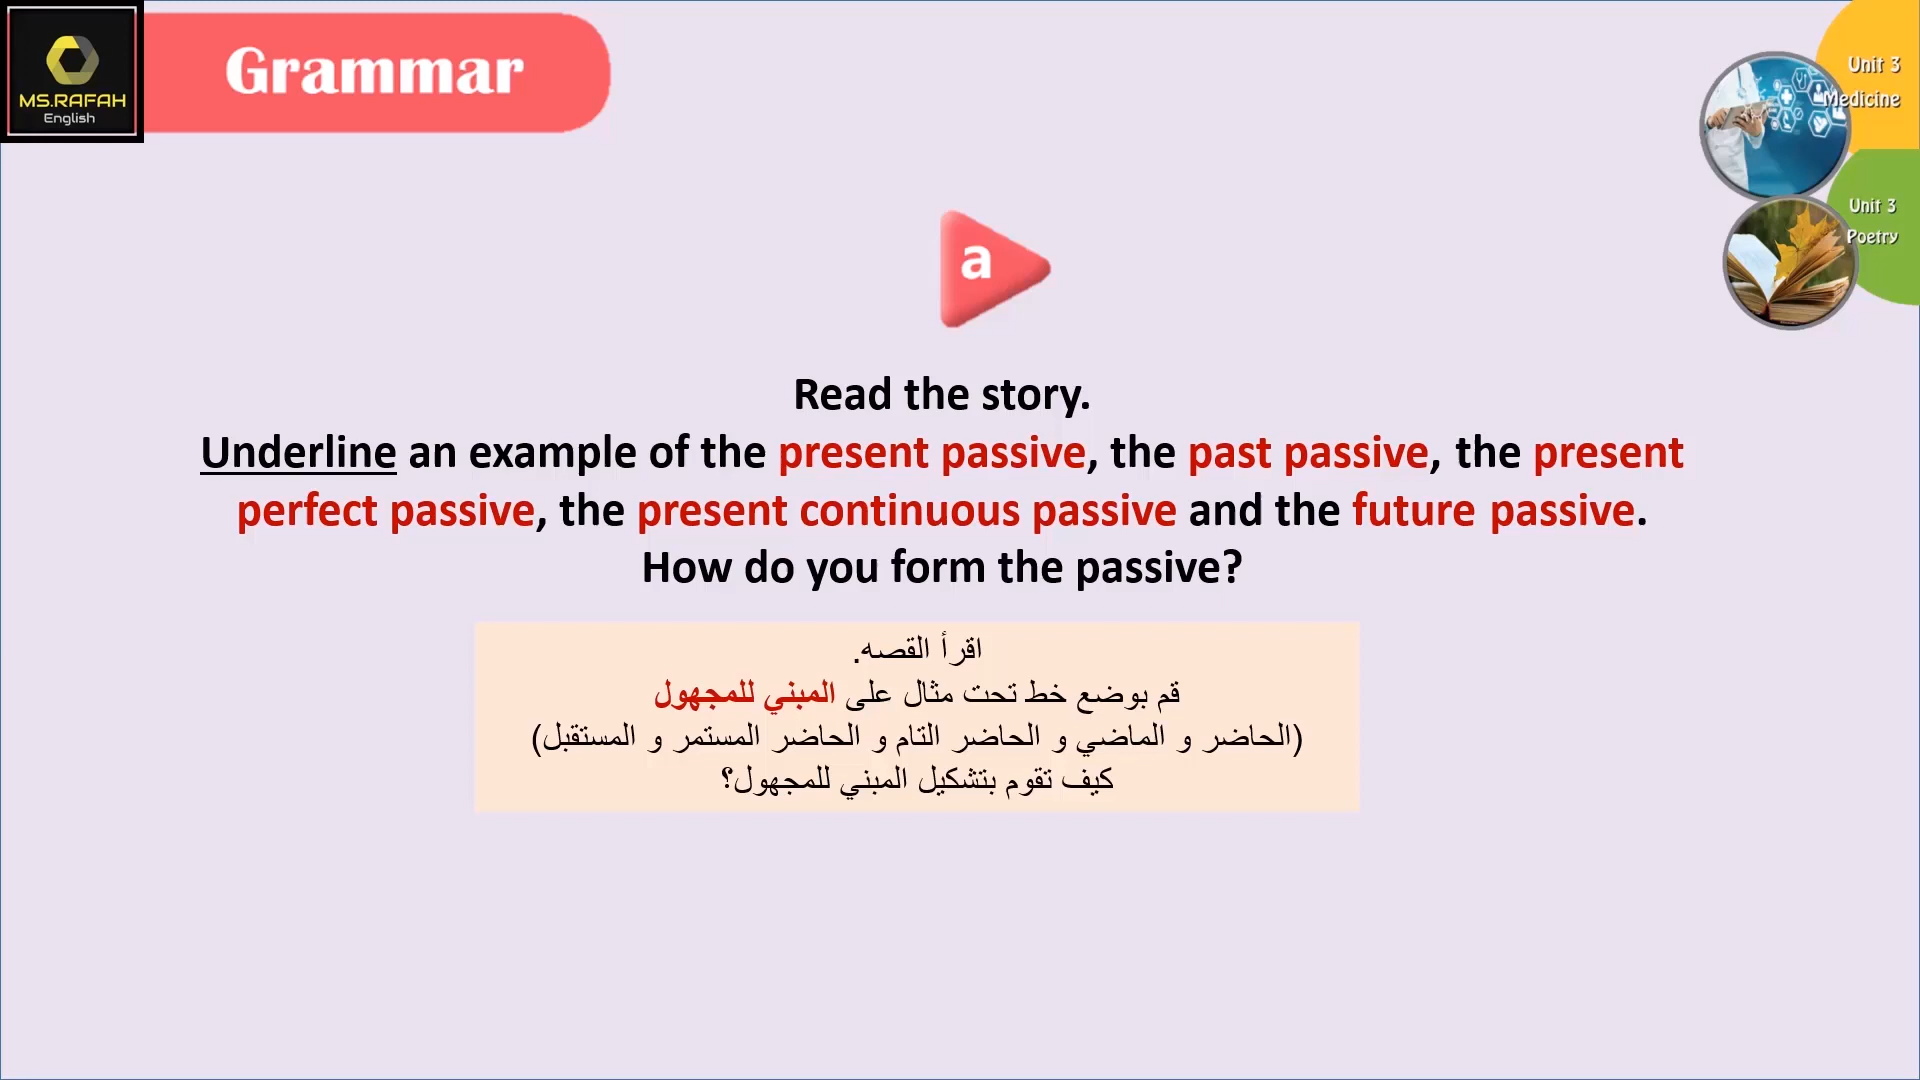 MS.RAFAH
English
Grammar
Unit 3
Medicine
Unit 3
Poetry
a
Read the story.
Underline an example of the present passive, the past passive, the present
perfect passive, the present continuous passive and the future passive.
How do you form the passive?
اقرأ القصه.
قم بوضع خط تحت مثال على المبني للمجهول
(الحاضر و الماضي و الحاضر التام و الحاضر المستمر و المستقبل)
كيف تقوم بتشكيل المبني للمجهول؟